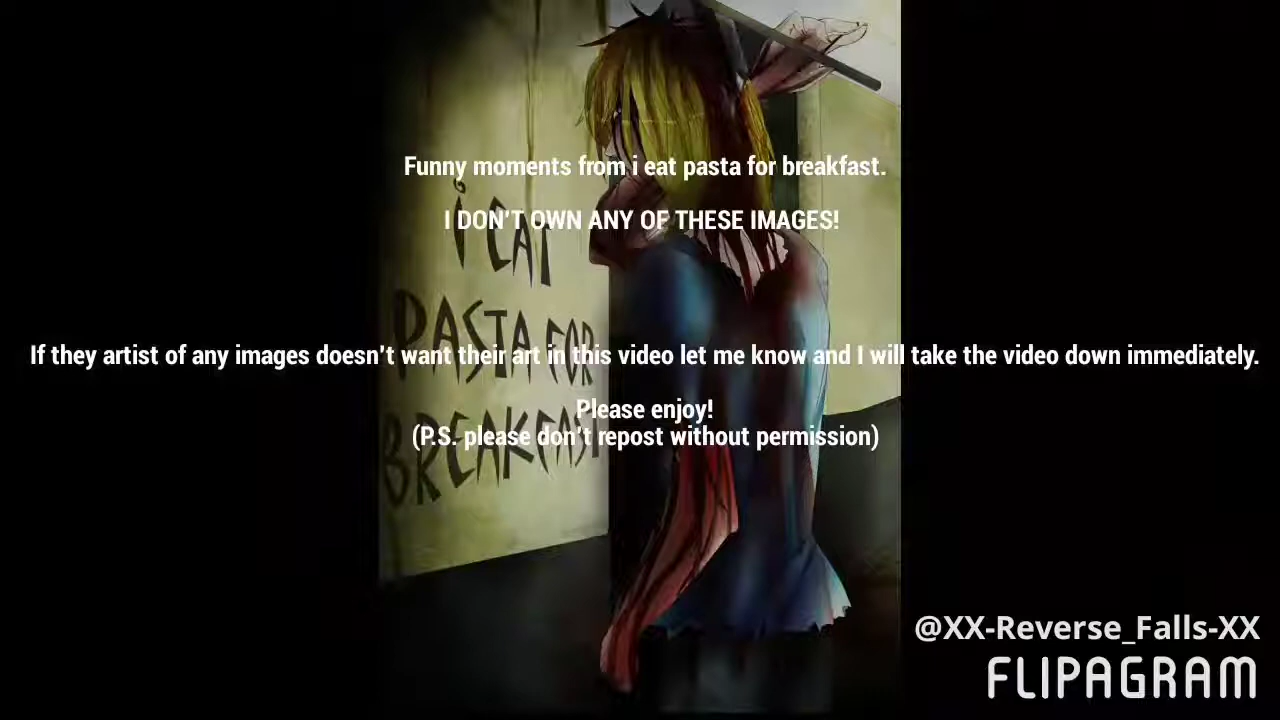 Funny moments from i eat pasta for breakfast.
I DON'T OWN ANY OF THESE IMAGES!
i EAT
PASTA FOR
BREAKFAST
If they artist of any images doesn't want their art in this video let me know and I will take the video down immediately.
Please enjoy!
(P.S. please don't repost without permission)
@XX-Reverse_Falls-XX
FLIPAGRAM